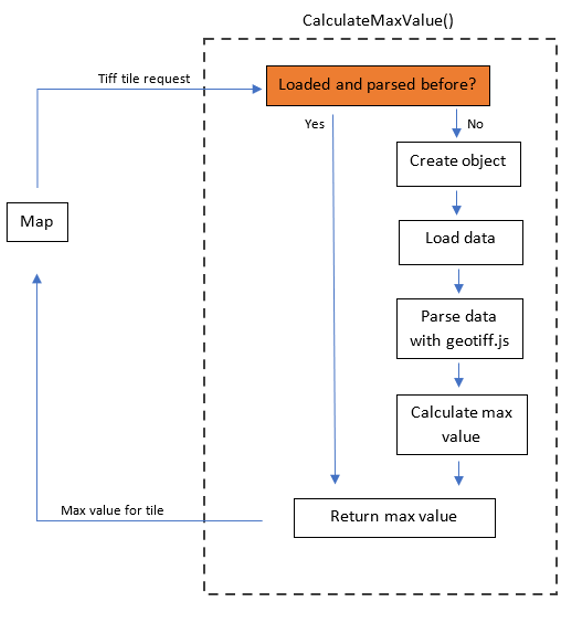 CalculateMaxValue()
Tiff tile request
Loaded and parsed before?
Yes
No
Create object
Map
Load data
Parse data
with geotiff.js
Calculate max
value
Max value for tile
Return max value